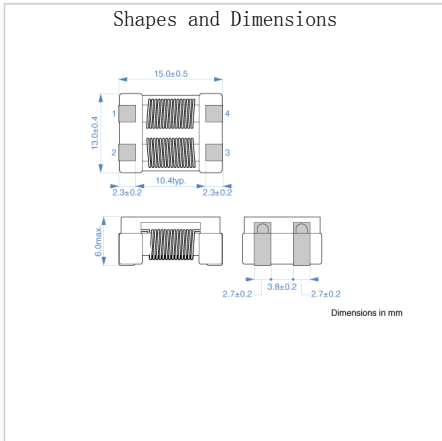 Shapes and Dimensions
15.0±0.5
13.0±0.4
1
4
2
3
10.4typ.
2.3±0.2
2.3±0.2
6.0max.
3.8±0.2
2.7±0.2
2.7±0.2
Dimensions in mm